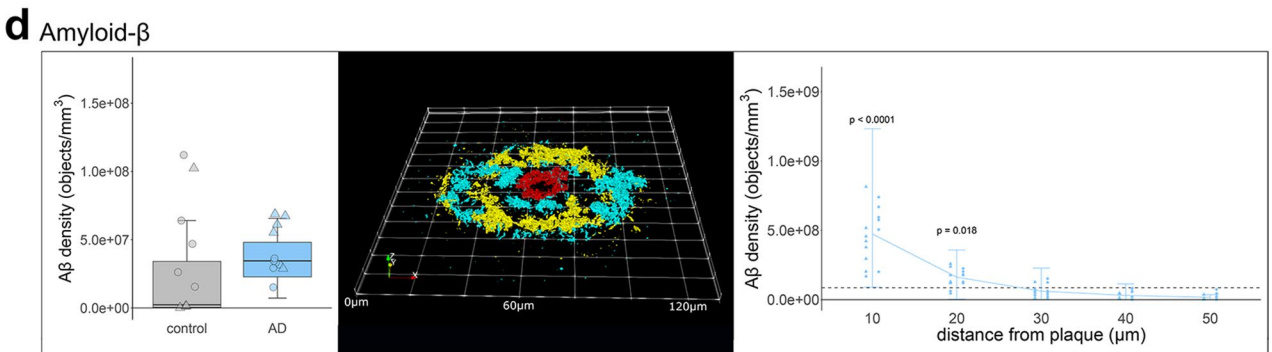 d Amyloid-β
Aβ density (objects/mm³)
1.5e+08
1.0e+08
5.0e+07
0.0e+00
control AD
Z
X
0µm 60µm 120µm
Aβ density (objects/mm³)
1.5e+09
1.0e+09
5.0e+08
0.0e+00
p < 0.0001
p = 0.018
10 20 30 40 50
distance from plaque (µm)